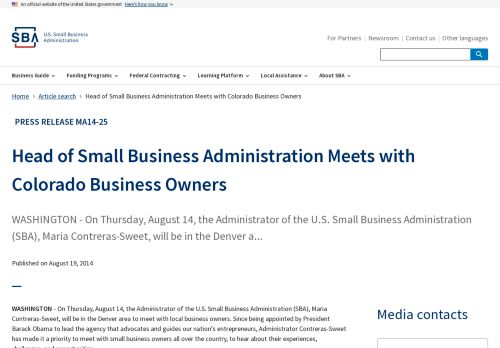 An official website of the United States government Here's how you know
SBA U.S. Small Business Administration
For Partners Newsroom Contact us Other languages
Business Guide Funding Programs Federal Contracting Learning Platform Local Assistance About SBA
Home Article search Head of Small Business Administration Meets with Colorado Business Owners
PRESS RELEASE MA14-25
Head of Small Business Administration Meets with
Colorado Business Owners
WASHINGTON - On Thursday, August 14, the Administrator of the U.S. Small Business Administration
(SBA), Maria Contreras-Sweet, will be in the Denver a...
Published on August 19, 2014
WASHINGTON - On Thursday, August 14, the Administrator of the U.S. Small Business Administration (SBA), Maria
Contreras-Sweet, will be in the Denver area to meet with local business owners. Since being appointed by President
Barack Obama to lead the agency that advocates and guides our nation's entrepreneurs, Administrator Contreras-Sweet
has made it a priority to meet with small business owners all over the country, to hear about their experiences,
Media contacts